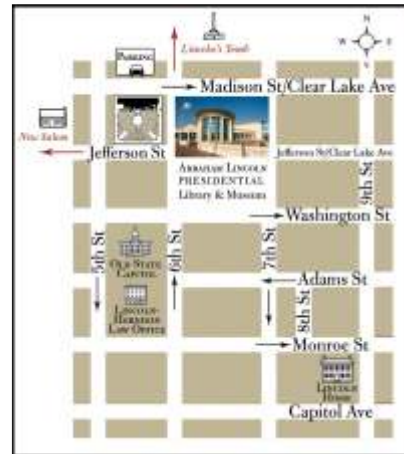 N
W E
S
Lincoln's Tomb
PARKING
Madison St/Clear Lake Ave
New Salem
Jefferson St
Jefferson St/Clear Lake Ave
ABRAHAM LINCOLN
PRESIDENTIAL
Library & Museum
9th St
Washington St
5th St
6th St
7th St
OLD STATE
CAPITOL
Adams St
LINCOLN-
HERNDON
LAW OFFICE
8th St
Monroe St
LINCOLN
HOME
Capitol Ave